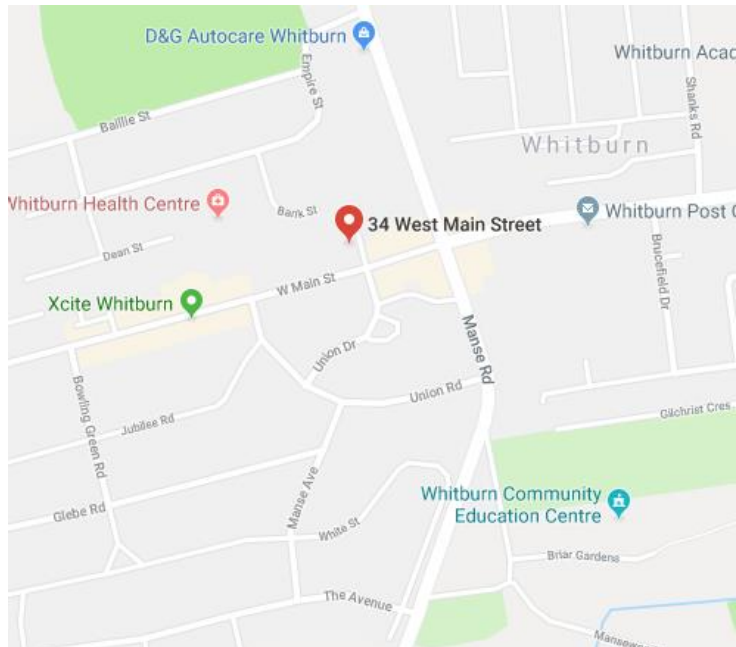 D&G Autocare Whitburn
Empire St
Baillie St
Whitburn Acad
Shanks Rd
Whitburn
Whitburn Health Centre
Bank St
34 West Main Street
Whitburn Post O
Dean St
Brucefield Dr
W Main St
Xcite Whitburn
Union Dr
Manse Rd
Bowling Green Rd
Jubilee Rd
Union Rd
Gilchrist Cres
Glebe Rd
Manse Ave
White St
Whitburn Community
Education Centre
Briar Gardens
The Avenue